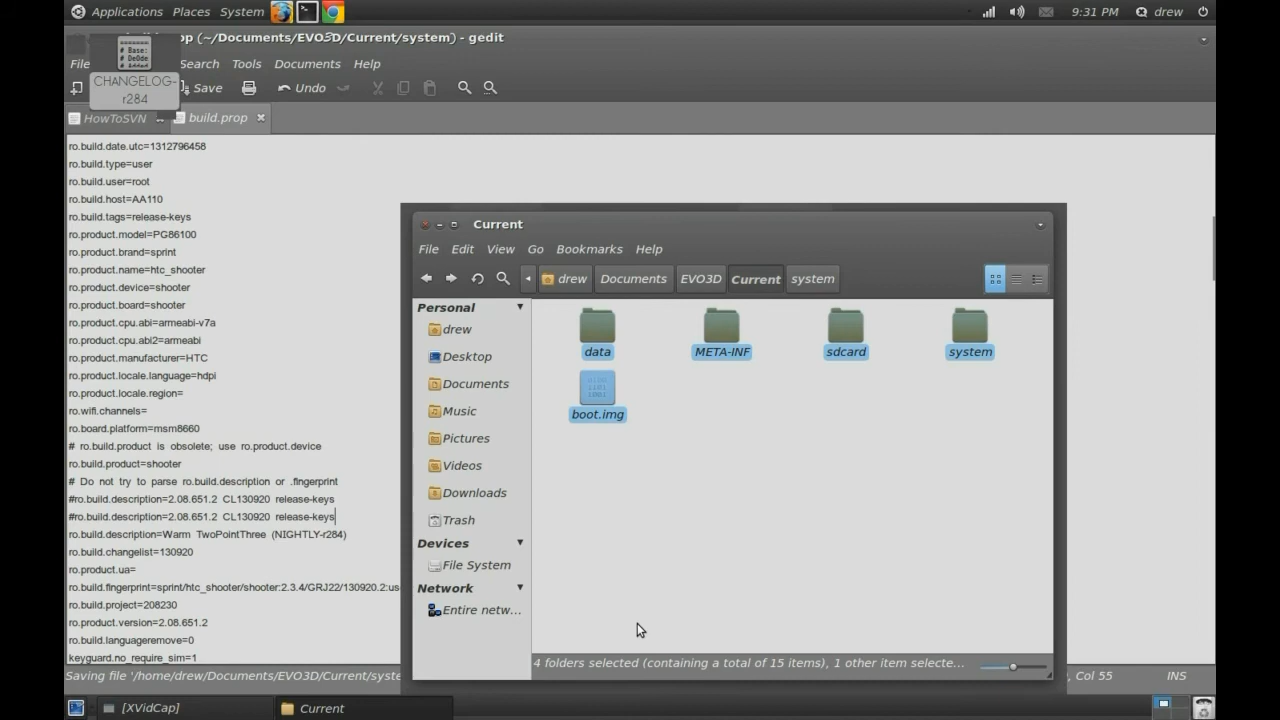 Applications Places System 9:31 PM drew
op (~/Documents/EVO3D/Current/system) - gedit
Search Tools Documents Help
# Base:
# DeOde
CHANGELOG-
r284
Save Undo
HowToSVN build.prop
ro.build.date.utc=1312796458
ro.build.type=user
ro.build.user=root
ro.build.host=AA110
ro.build.tags=release-keys
ro.product.model=PG86100
ro.product.brand=sprint
ro.product.name=htc_shooter
ro.product.device=shooter
ro.product.board=shooter
ro.product.cpu.abi=armeabi-v7a
ro.product.cpu.abi2=armeabi
ro.product.manufacturer=HTC
ro.product.locale.language=hdpi
ro.product.locale.region=
ro.wifi.channels=
ro.board.platform=msm8660
# ro.build.product is obsolete; use ro.product.device
ro.build.product=shooter
# Do not try to parse ro.build.description or .fingerprint
#ro.build.description=2.08.651.2 CL130920 release-keys
#ro.build.description=2.08.651.2 CL130920 release-keys
ro.build.description=Warm TwoPointThree (NIGHTLY-r284)
ro.build.changelist=130920
ro.product.ua=
ro.build.fingerprint=sprint/htc_shooter/shooter:2.3.4/GRJ22/130920.2:us
ro.build.project=208230
ro.product.version=2.08.651.2
ro.build.languageremove=0
keyguard.no_require_sim=1
Saving file '/home/drew/Documents/EVO3D/Current/syste
, Col 55 INS
Current
File Edit View Go Bookmarks Help
drew Documents EVO3D Current system
Personal
drew
Desktop
Documents
Music
Pictures
Videos
Downloads
Trash
Devices
File System
Network
Entire netw...
data META-INF sdcard system
boot.img
4 folders selected (containing a total of 15 items), 1 other item selecte...
[XVidCap] Current